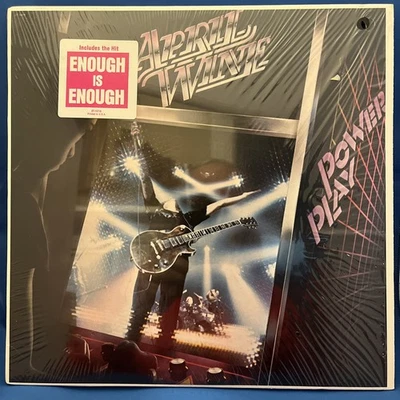 APRIL
WINE
Includes the Hit
ENOUGH
IS
ENOUGH
POWER
PLAY